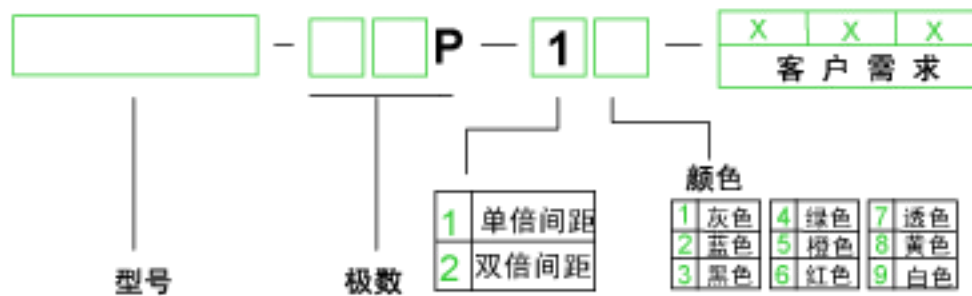 - P - 1 - X X X
客户需求
颜色
1 单倍间距
2 双倍间距
1 灰色 4 绿色 7 透色
2 蓝色 5 橙色 8 黄色
3 黑色 6 红色 9 白色
型号 极数